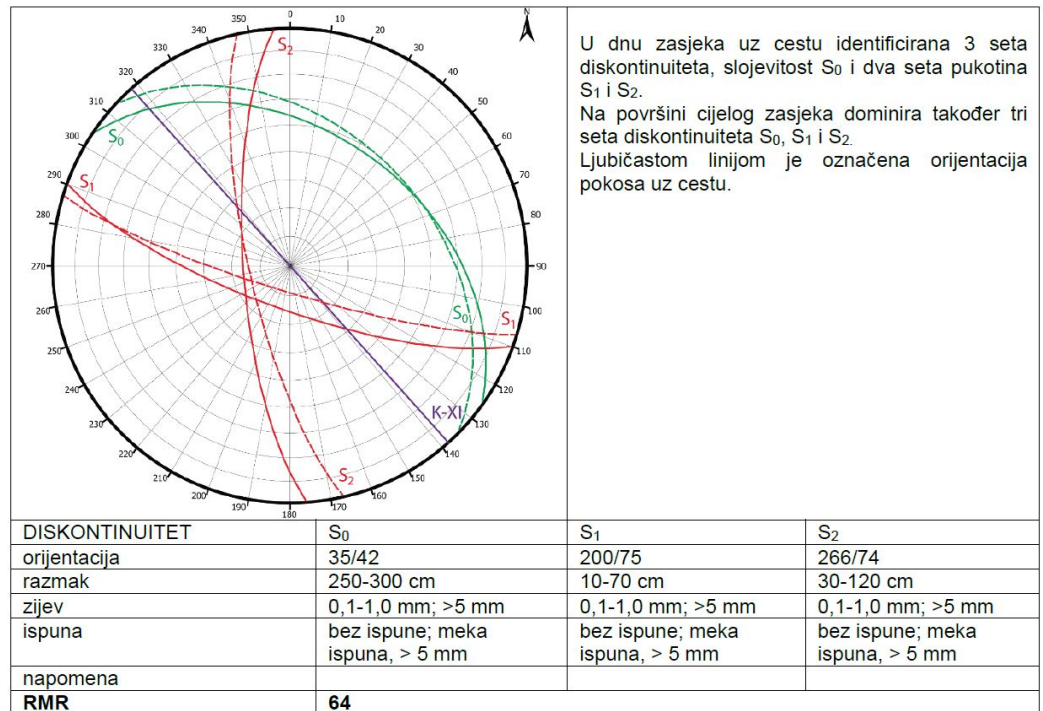 N
350
0
10
340
20
330
30
320
40
310
50
300
60
290
70
280
80
270
90
260
100
250
110
240
120
230
130
220
140
210
150
200
160
190
170
180
S2
S0
S1
S0
S1
K-XI
S2
U dnu zasjeka uz cestu identificirana 3 seta
diskontinuiteta, slojevitost S0 i dva seta pukotina
S1 i S2.
Na površini cijelog zasjeka dominira također tri
seta diskontinuiteta S0, S1 i S2.
Ljubičastom linijom je označena orijentacija
pokosa uz cestu.
DISKONTINUITET S0 S1 S2
orijentacija 35/42 200/75 266/74
razmak 250-300 cm 10-70 cm 30-120 cm
zijev 0,1-1,0 mm; >5 mm 0,1-1,0 mm; >5 mm 0,1-1,0 mm; >5 mm
ispuna bez ispune; meka bez ispune; meka bez ispune; meka
ispuna, > 5 mm ispuna, > 5 mm ispuna, > 5 mm
napomena
RMR 64